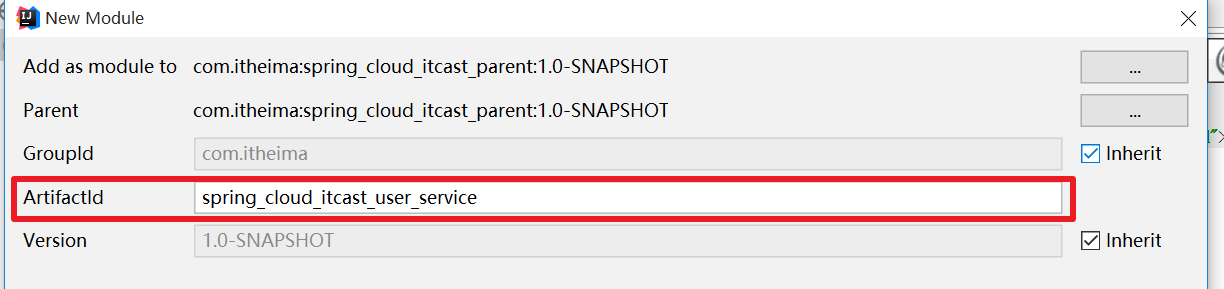 New Module
Add as module to com.itheima:spring_cloud_itcast_parent:1.0-SNAPSHOT ...
Parent com.itheima:spring_cloud_itcast_parent:1.0-SNAPSHOT ...
GroupId com.itheima Inherit
ArtifactId spring_cloud_itcast_user_service
Version 1.0-SNAPSHOT Inherit